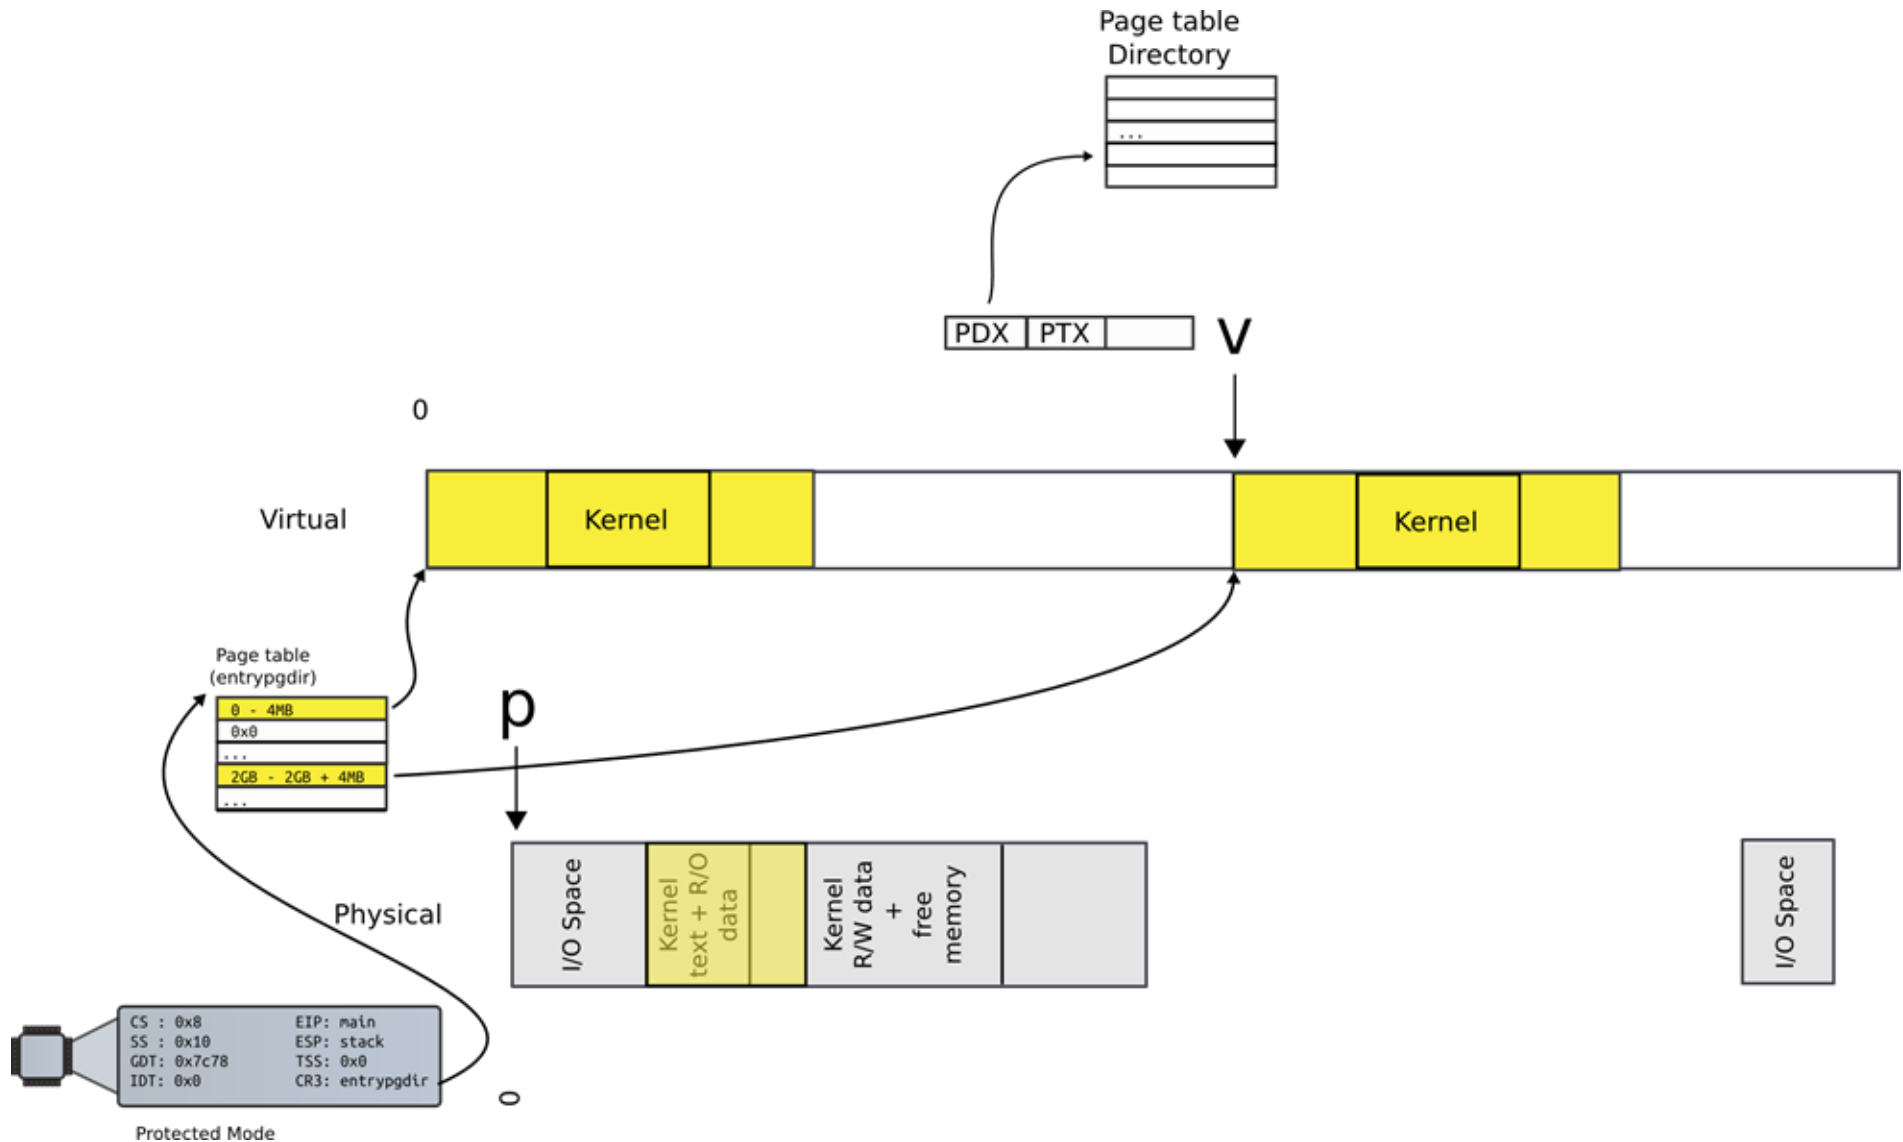 Page table
Directory
...
PDX PTX
v
0
Virtual
Kernel
Kernel
Page table
(entrypgdir)
0 - 4MB
0x0
...
2GB - 2GB + 4MB
...
p
Physical
I/O Space
Kernel
text + R/O
data
Kernel
R/W data
+
free
memory
I/O Space
CS : 0x8 EIP: main
SS : 0x10 ESP: stack
GDT: 0x7c78 TSS: 0x0
IDT: 0x0 CR3: entrypgdir
0
Protected Mode